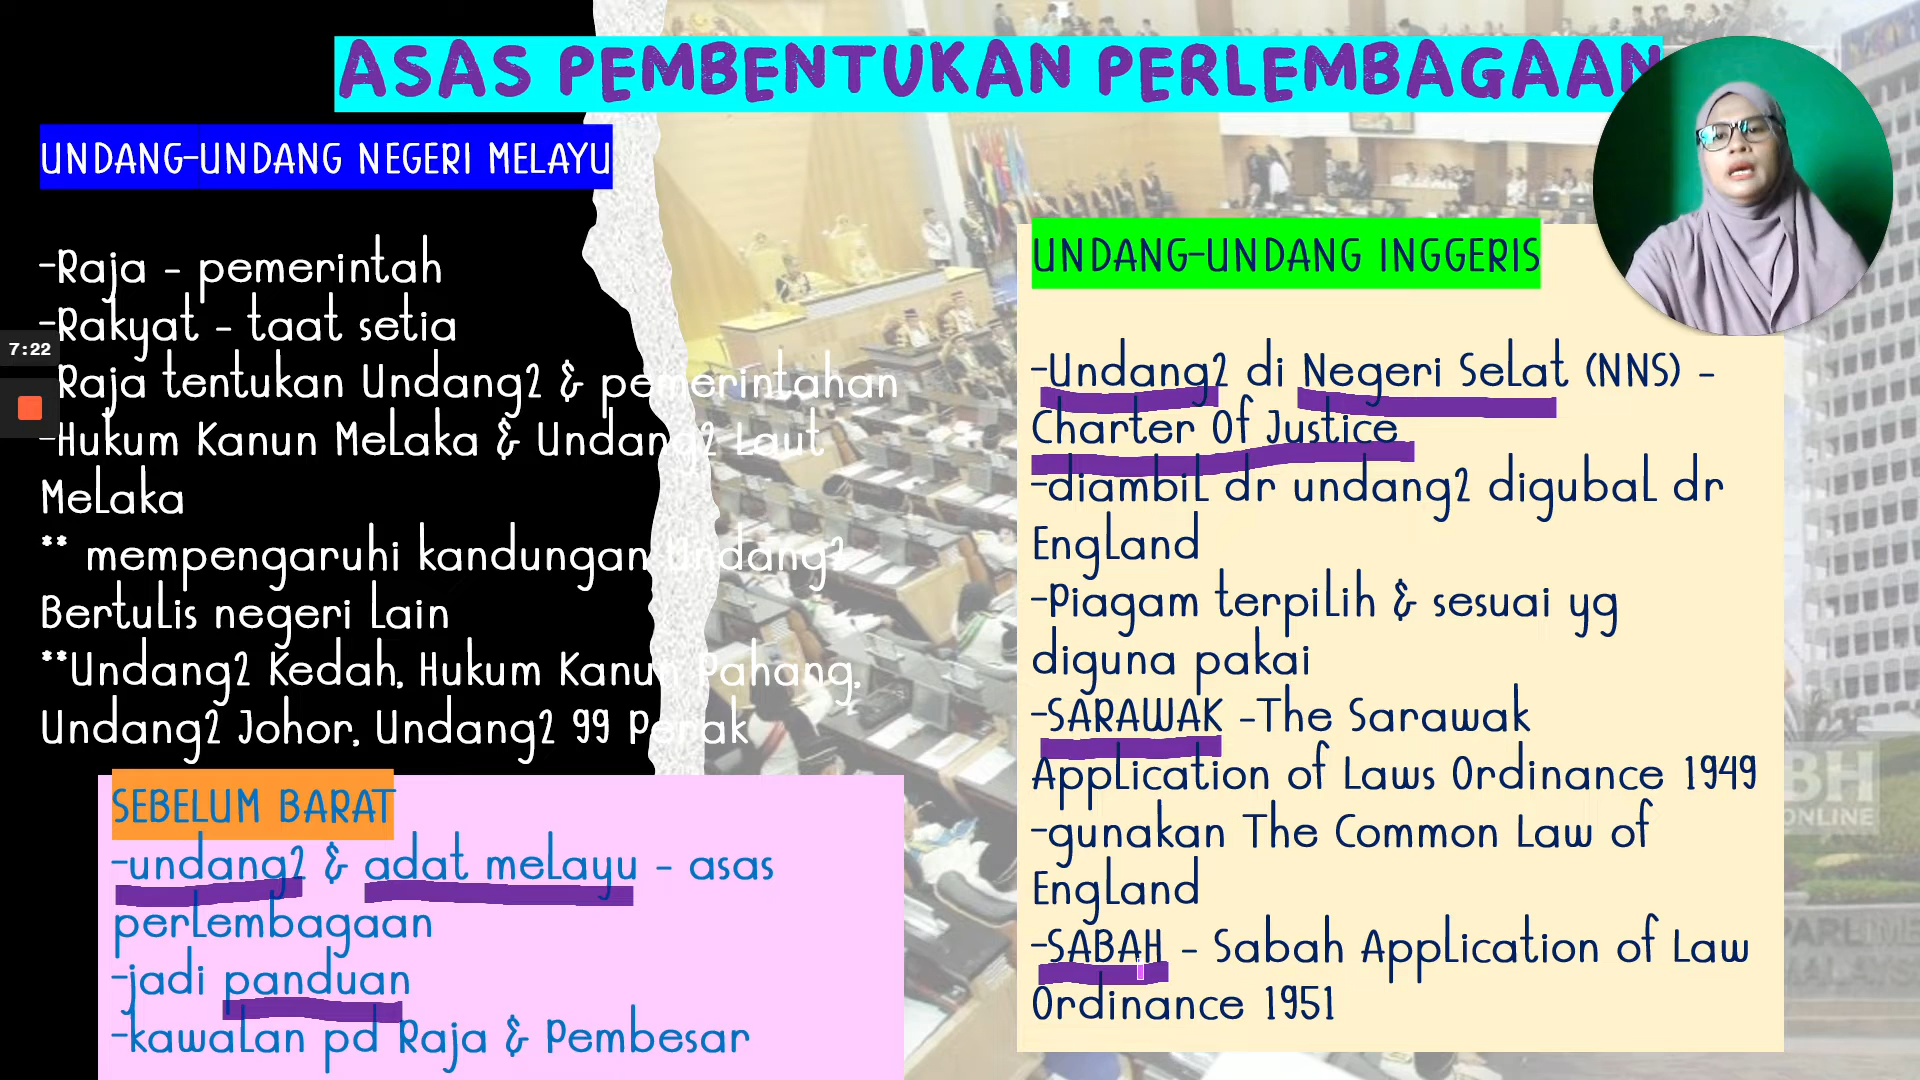 ASAS PEMBENTUKAN PERLEMBAGAAN
UNDANG-UNDANG NEGERI MELAYU
-Raja - pemerintah
-Rakyat - taat setia
-Raja tentukan Undang2 & pemerintahan
-Hukum Kanun Melaka & Undang2 Laut
Melaka
** mempengaruhi kandungan Undang2
Bertulis negeri lain
**Undang2 Kedah, Hukum Kanun Pahang,
Undang2 Johor, Undang2 99 Perak
7:22
SEBELUM BARAT
-undang2 & adat melayu - asas
perlembagaan
-jadi panduan
-kawalan pd Raja & Pembesar
UNDANG-UNDANG INGGERIS
-Undang2 di Negeri Selat (NNS) -
Charter Of Justice
-diambil dr undang2 digubal dr
England
-Piagam terpilih & sesuai yg
diguna pakai
-SARAWAK -The Sarawak
Application of Laws Ordinance 1949
-gunakan The Common Law of
England
-SABAH - Sabah Application of Law
Ordinance 1951
BH
ONLINE